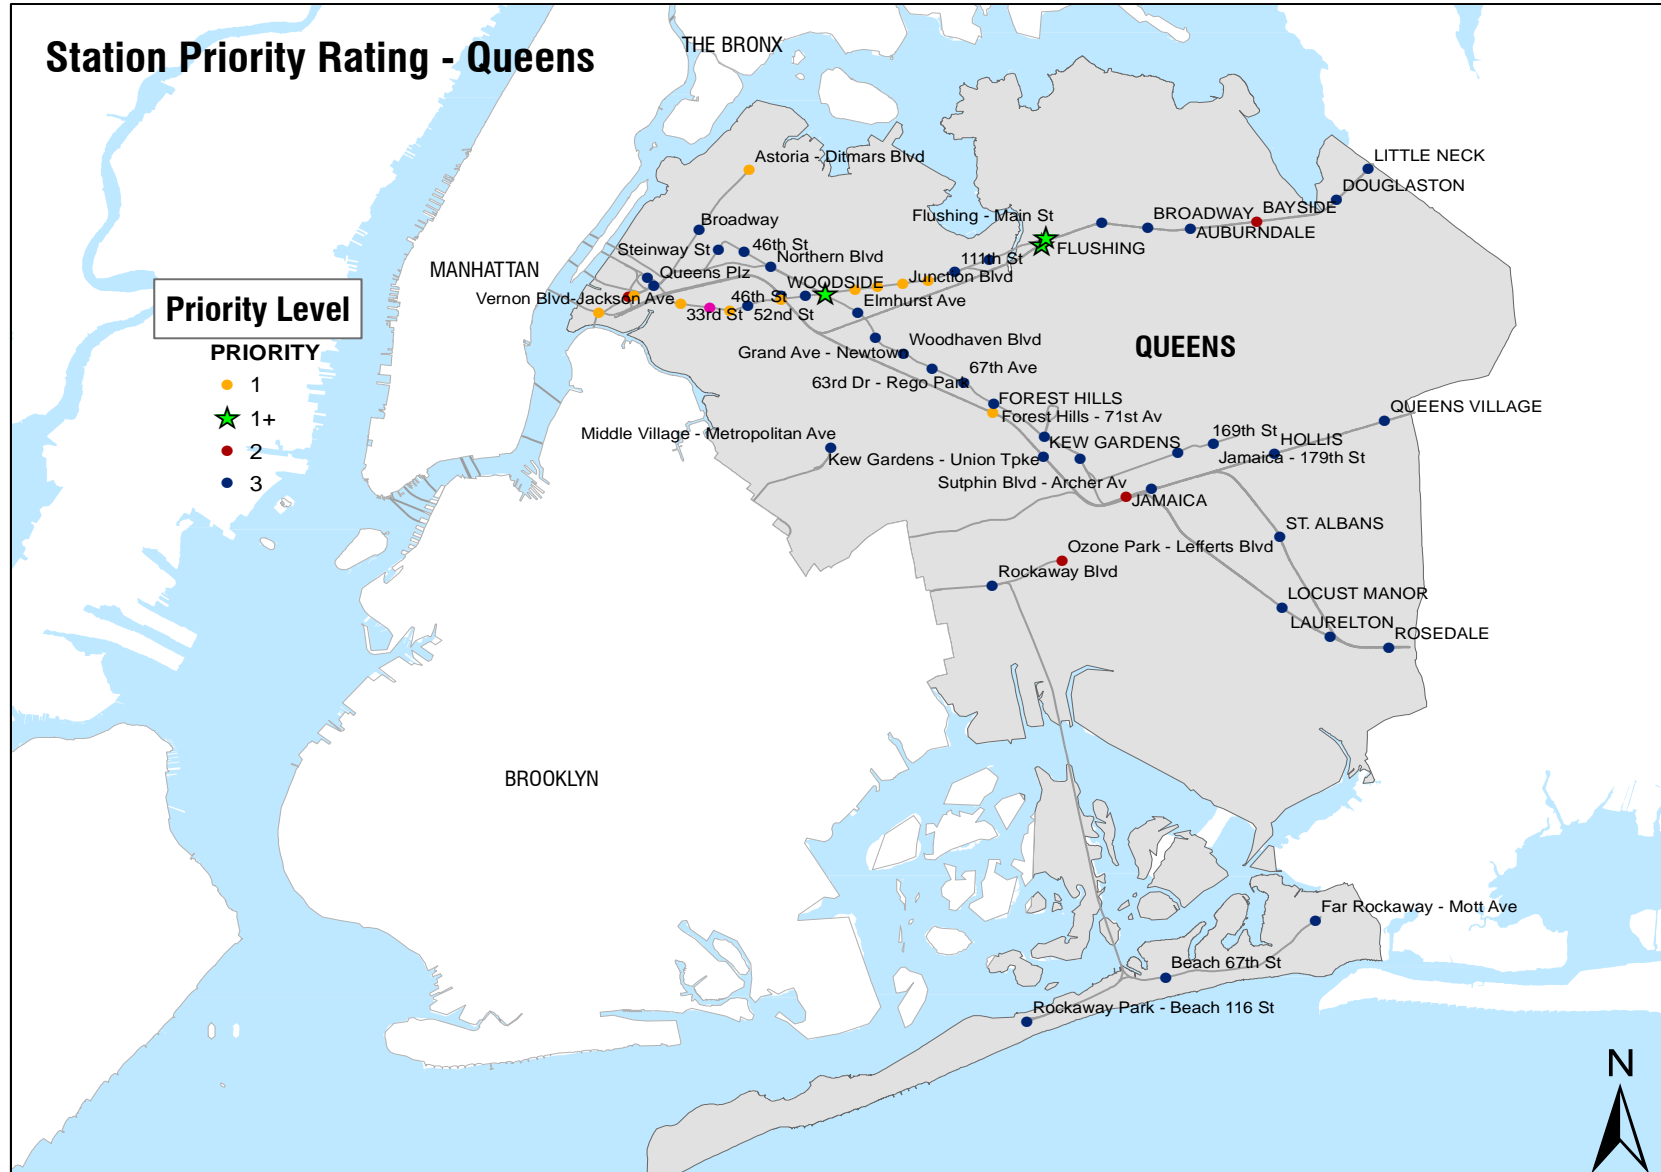 Station Priority Rating - Queens
THE BRONX
Astoria - Ditmars Blvd
LITTLE NECK
DOUGLASTON
Broadway
Flushing - Main St
BROADWAY
BAYSIDE
AUBURNDALE
Steinway St
46th St
Northern Blvd
FLUSHING
111th St
MANHATTAN
Queens Plz
WOODSIDE
Junction Blvd
Vernon Blvd-Jackson Ave
46th St
Elmhurst Ave
33rd St
52nd St
Priority Level
PRIORITY
1
1+
2
3
Woodhaven Blvd
Grand Ave - Newtown
QUEENS
67th Ave
63rd Dr - Rego Park
FOREST HILLS
Forest Hills - 71st Av
QUEENS VILLAGE
Middle Village - Metropolitan Ave
KEW GARDENS
169th St
HOLLIS
Kew Gardens - Union Tpke
Jamaica - 179th St
Sutphin Blvd - Archer Av
JAMAICA
ST. ALBANS
Ozone Park - Lefferts Blvd
Rockaway Blvd
LOCUST MANOR
LAURELTON
ROSEDALE
BROOKLYN
Far Rockaway - Mott Ave
Beach 67th St
Rockaway Park - Beach 116 St
N